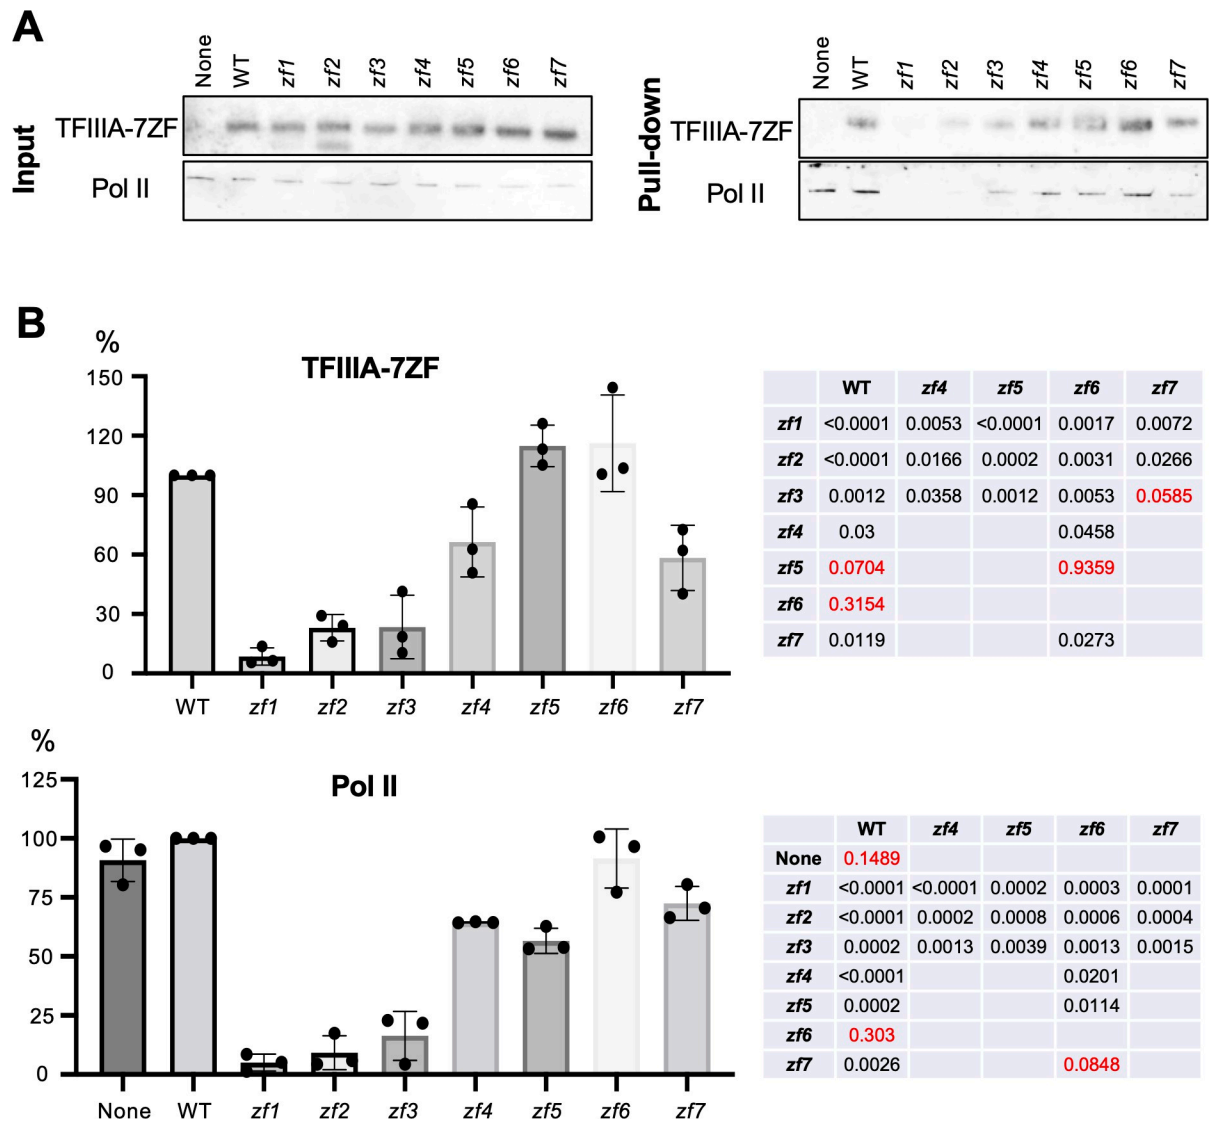 A
None WT zf1 zf2 zf3 zf4 zf5 zf6 zf7
Input
TFIIIA-7ZF
Pol II
None WT zf1 zf2 zf3 zf4 zf5 zf6 zf7
Pull-down
TFIIIA-7ZF
Pol II
B
%
TFIIIA-7ZF
150
120
90
60
30
0
WT zf1 zf2 zf3 zf4 zf5 zf6 zf7
WT zf4 zf5 zf6 zf7
zf1 <0.0001 0.0053 <0.0001 0.0017 0.0072
zf2 <0.0001 0.0166 0.0002 0.0031 0.0266
zf3 0.0012 0.0358 0.0012 0.0053 0.0585
zf4 0.03 0.0458
zf5 0.0704 0.9359
zf6 0.3154
zf7 0.0119 0.0273
%
Pol II
125
100
75
50
25
0
None WT zf1 zf2 zf3 zf4 zf5 zf6 zf7
WT zf4 zf5 zf6 zf7
None 0.1489
zf1 <0.0001 <0.0001 0.0002 0.0003 0.0001
zf2 <0.0001 0.0002 0.0008 0.0006 0.0004
zf3 0.0002 0.0013 0.0039 0.0013 0.0015
zf4 <0.0001 0.0201
zf5 0.0002 0.0114
zf6 0.303
zf7 0.0026 0.0848